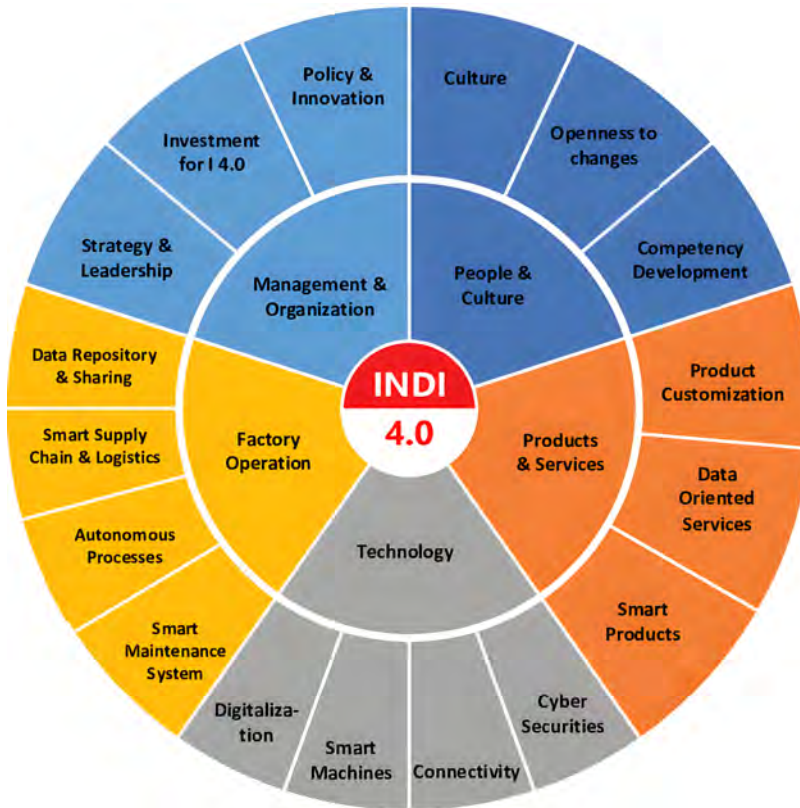 Policy &
Innovation
Culture
Investment
for I 4.0
Openness to
changes
Strategy &
Leadership
Competency
Development
Management &
Organization
People &
Culture
Data Repository
& Sharing
Product
Customization
INDI
4.0
Smart Supply
Chain & Logistics
Factory
Operation
Products
& Services
Data
Oriented
Services
Autonomous
Processes
Technology
Smart
Maintenance
System
Smart
Products
Digitaliza-
tion
Smart
Machines
Connectivity
Cyber
Securities